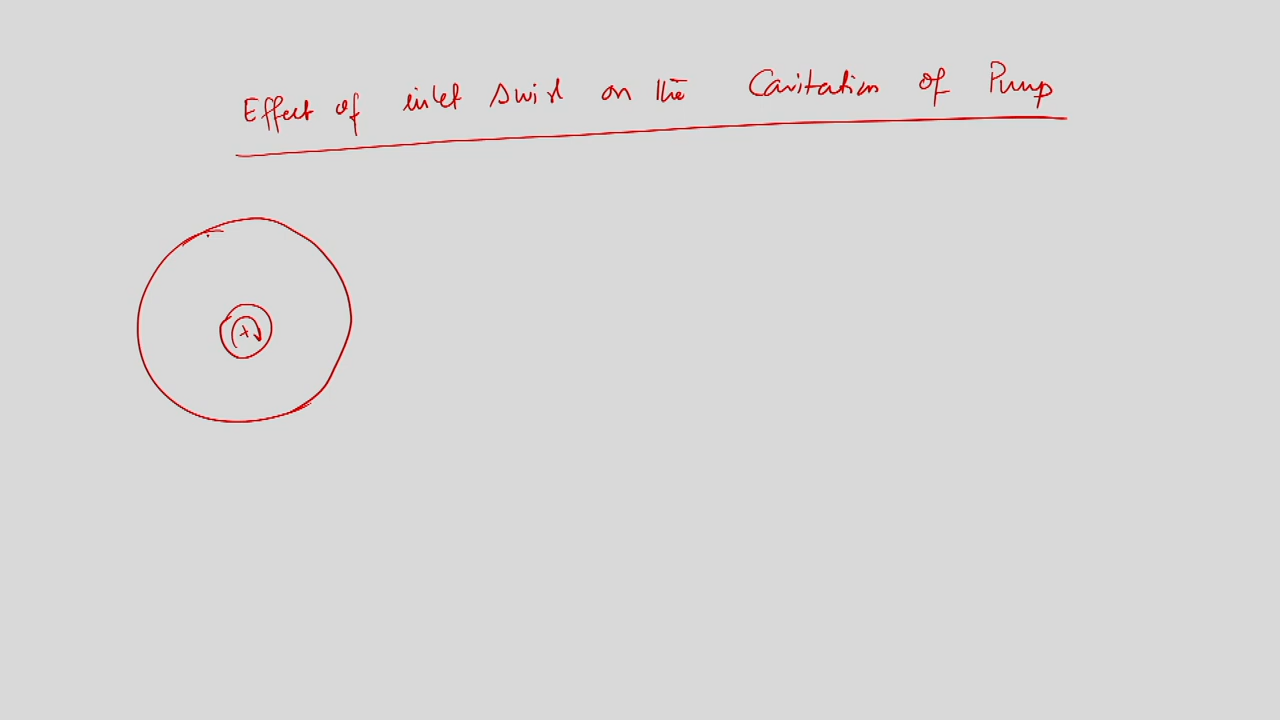 Effect of inlet swirl on the Cavitation of Pump